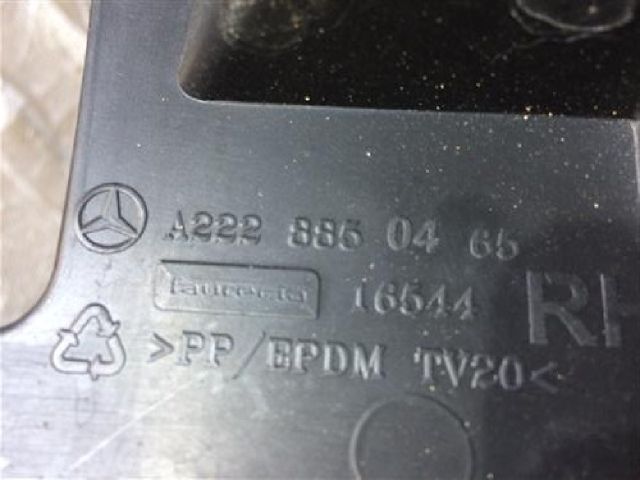 A222 885 04 65
faurecia 16544
RH
>PP/EPDM TV20<